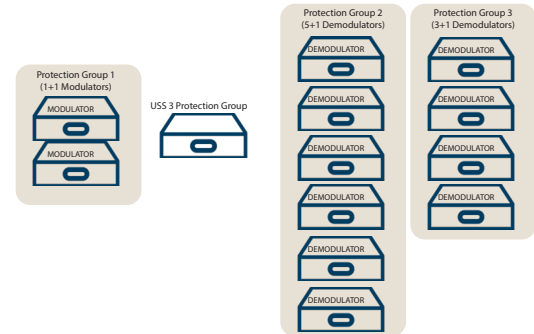 Protection Group 1
(1+1 Modulators)
MODULATOR
MODULATOR
USS 3 Protection Group
Protection Group 2
(5+1 Demodulators)
DEMODULATOR
DEMODULATOR
DEMODULATOR
DEMODULATOR
DEMODULATOR
DEMODULATOR
Protection Group 3
(3+1 Demodulators)
DEMODULATOR
DEMODULATOR
DEMODULATOR
DEMODULATOR